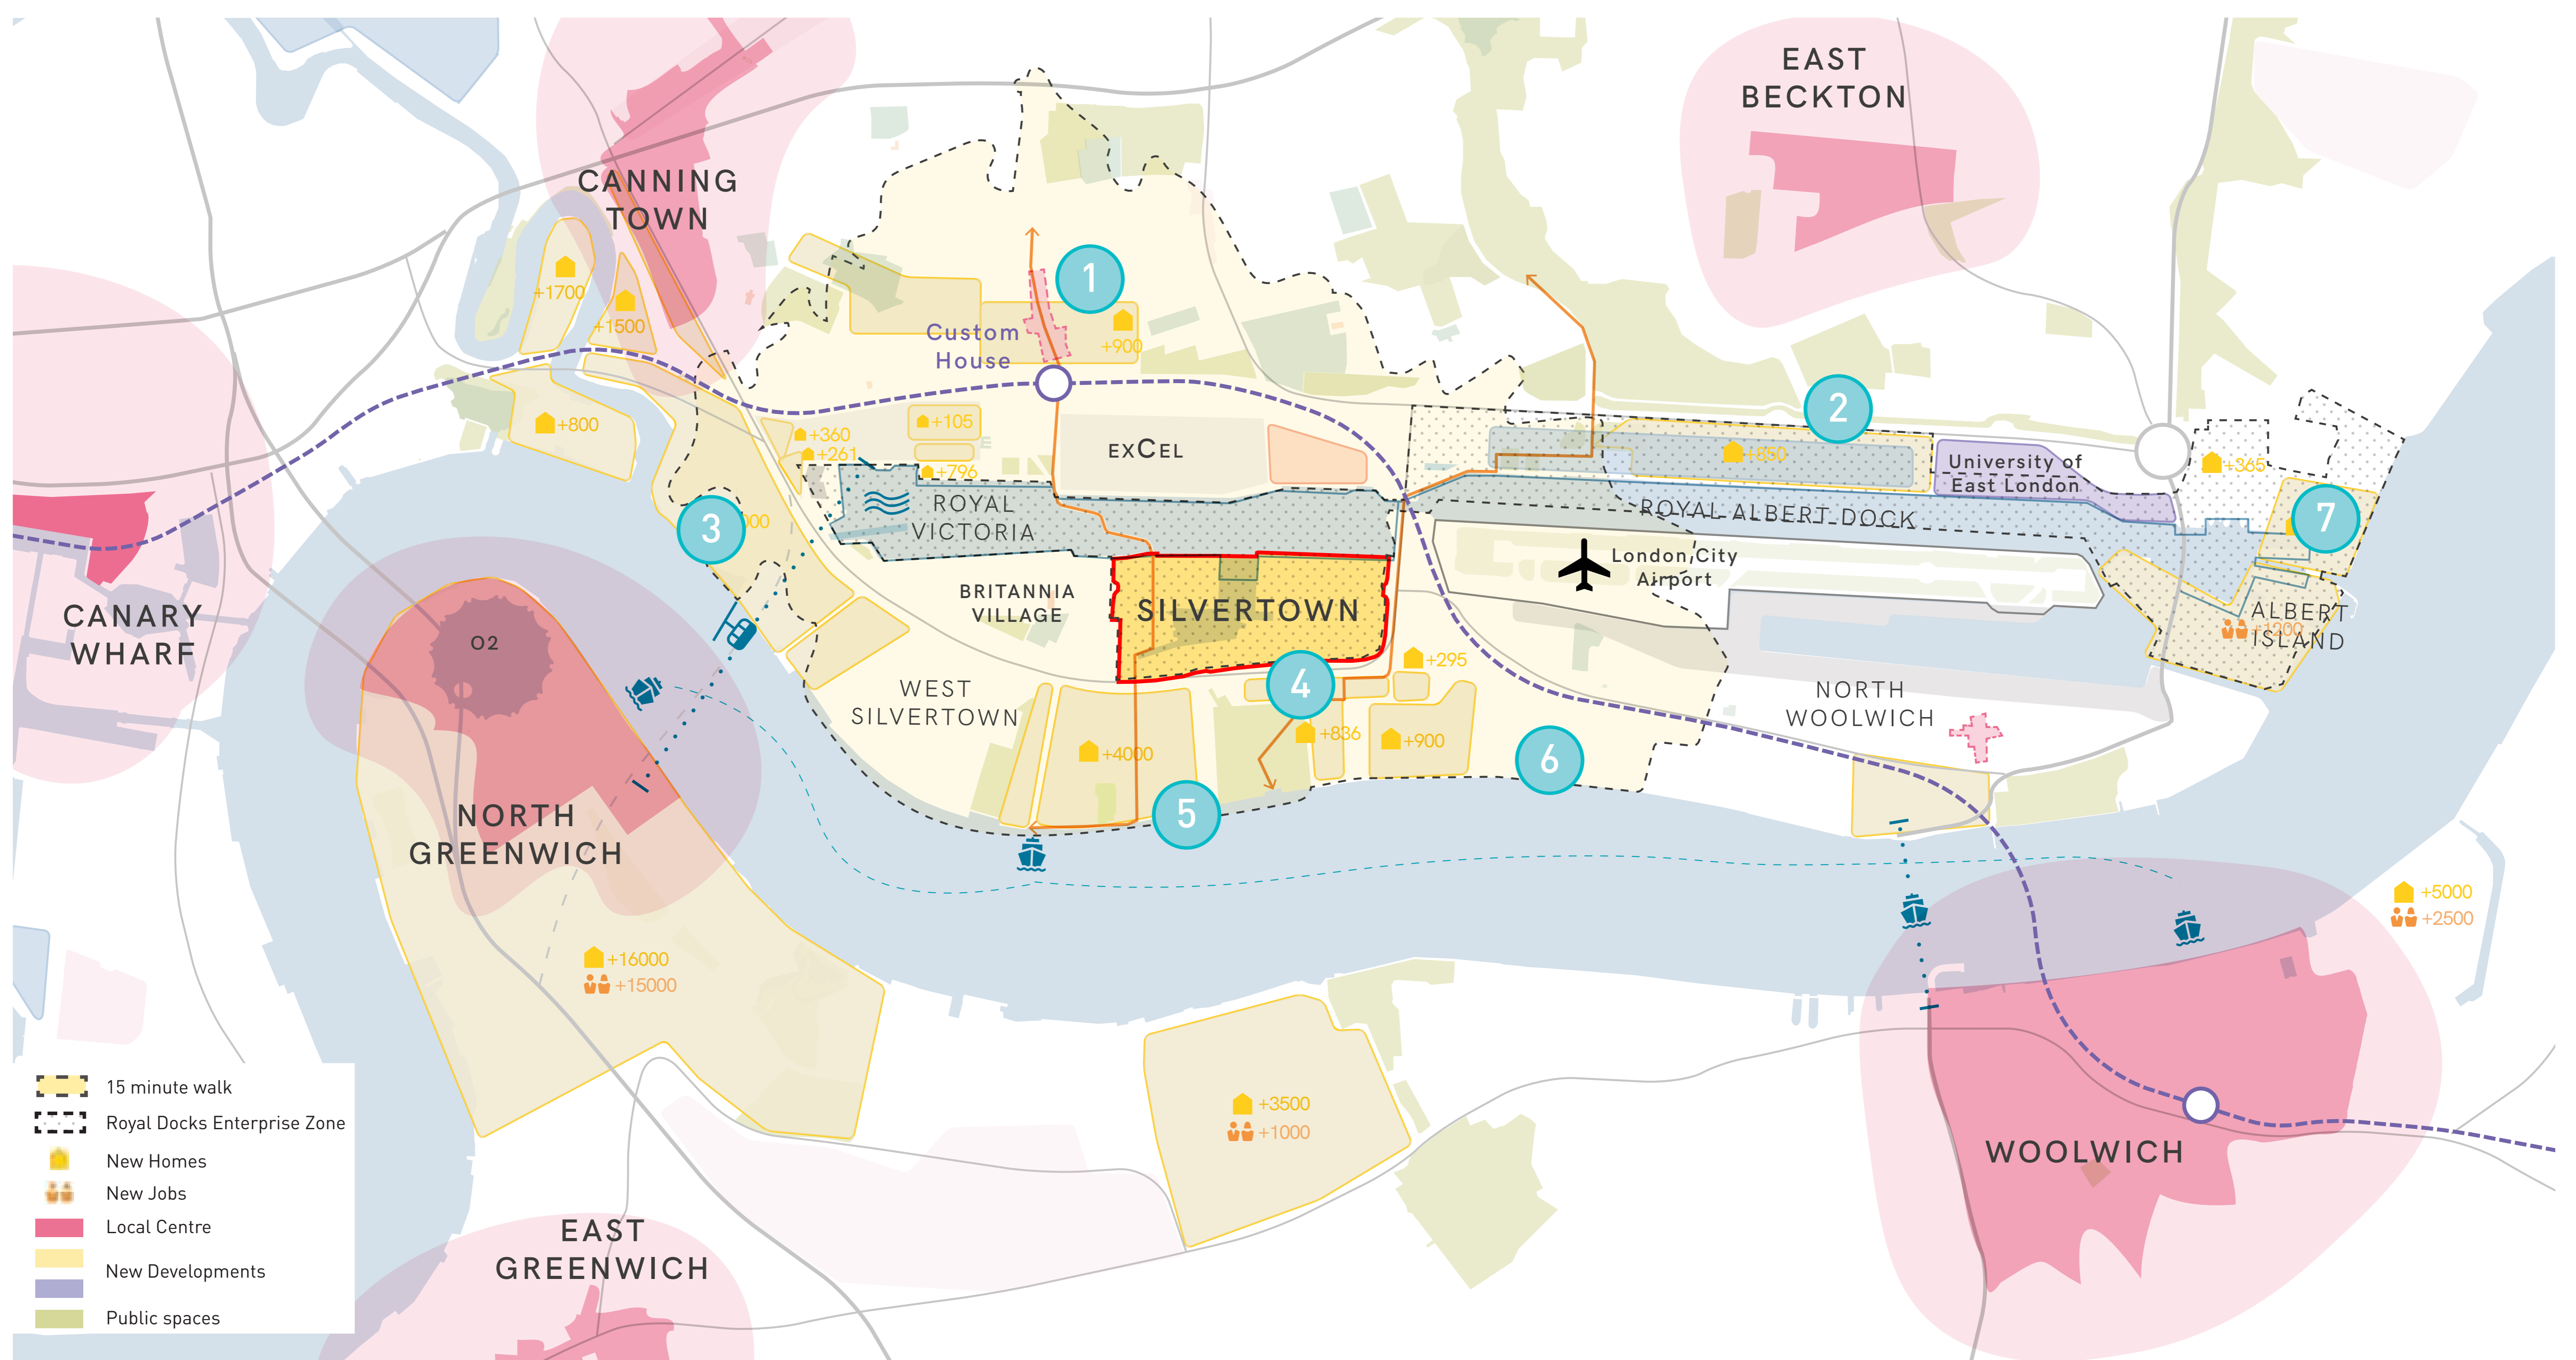 EAST
BECKTON
CANNING
TOWN
+1700
+1500
1
Custom
House
+900
+800
+360
+261
+105
+796
EXCEL
2
+850
University of
East London
+365
3
ROYAL
VICTORIA
ROYAL ALBERT DOCK
7
London City
Airport
BRITANNIA
VILLAGE
SILVERTOWN
ALBERT
ISLAND
+1200
CANARY
WHARF
O2
4
+295
WEST
SILVERTOWN
NORTH
WOOLWICH
+4000
+836
+900
6
5
NORTH
GREENWICH
+5000
+2500
+16000
+15000
+3500
+1000
WOOLWICH
EAST
GREENWICH
15 minute walk
Royal Docks Enterprise Zone
New Homes
New Jobs
Local Centre
New Developments
Public spaces